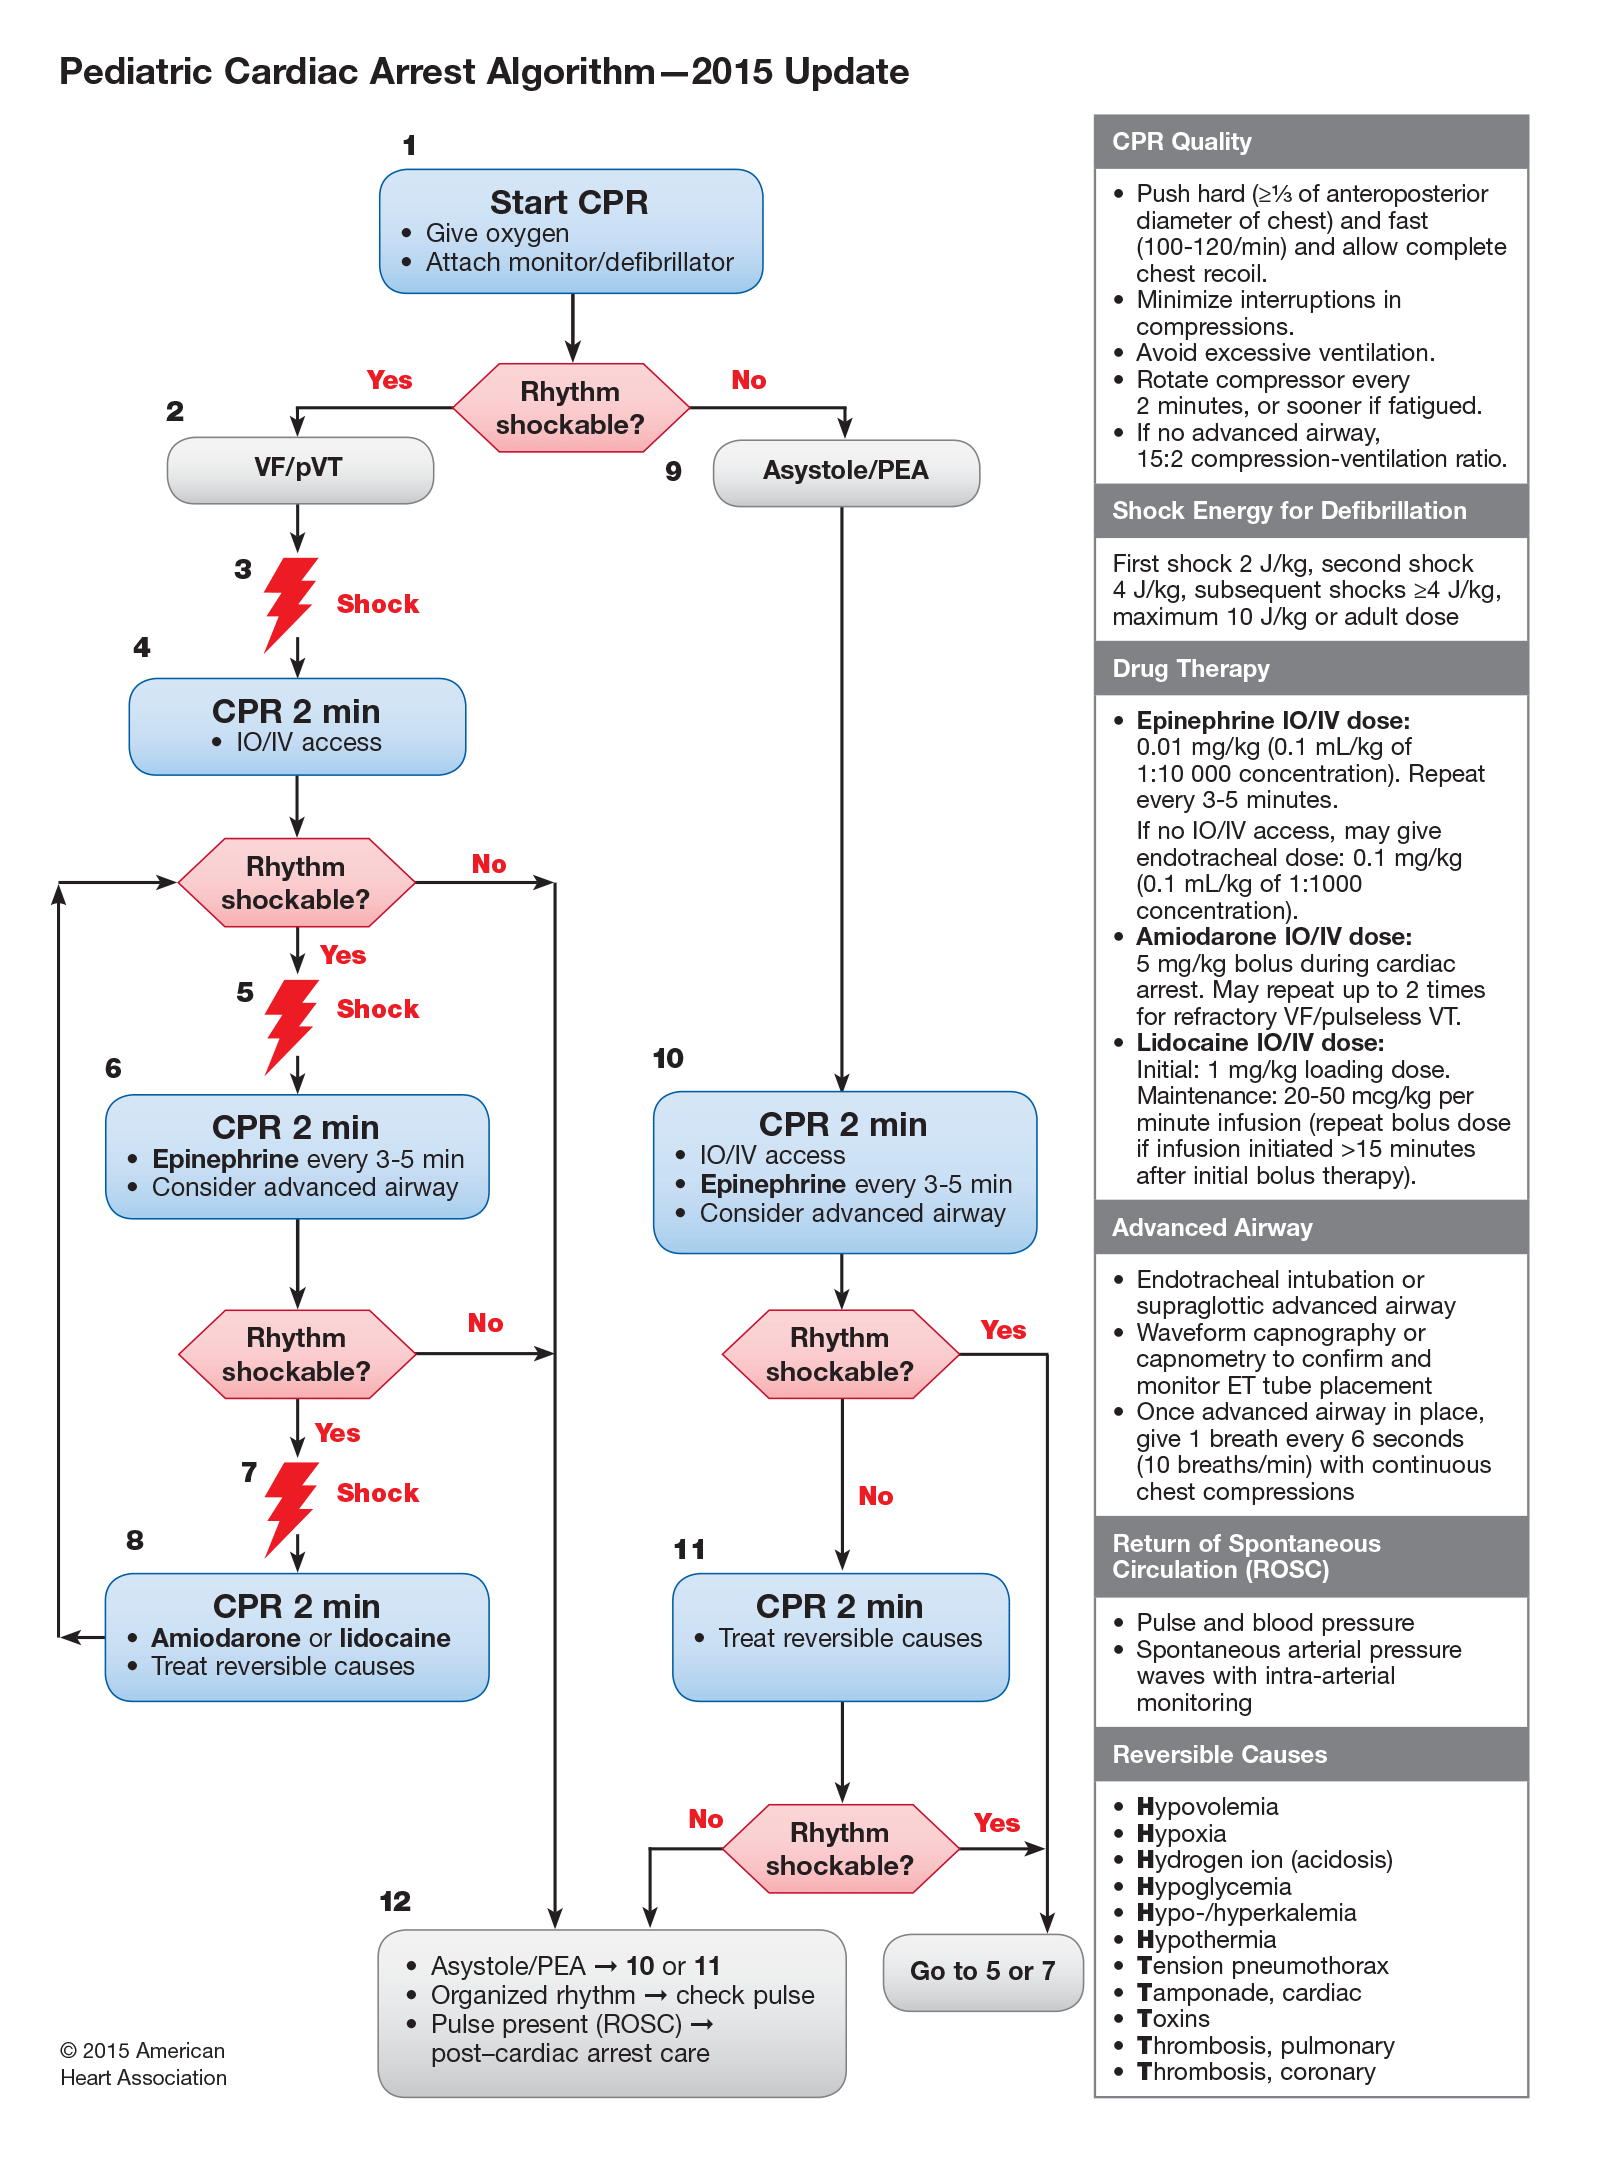 Pediatric Cardiac Arrest Algorithm—2015 Update
1
Start CPR
• Give oxygen
• Attach monitor/defibrillator
Rhythm
shockable?
Yes
No
2
VF/pVT
9
Asystole/PEA
3
Shock
4
CPR 2 min
• IO/IV access
Rhythm
shockable?
No
Yes
5
Shock
6
CPR 2 min
• Epinephrine every 3-5 min
• Consider advanced airway
Rhythm
shockable?
No
Yes
7
Shock
8
CPR 2 min
• Amiodarone or lidocaine
• Treat reversible causes
10
CPR 2 min
• IO/IV access
• Epinephrine every 3-5 min
• Consider advanced airway
Rhythm
shockable?
Yes
No
11
CPR 2 min
• Treat reversible causes
Rhythm
shockable?
No
Yes
12
• Asystole/PEA → 10 or 11
• Organized rhythm → check pulse
• Pulse present (ROSC) →
post–cardiac arrest care
Go to 5 or 7
© 2015 American
Heart Association
CPR Quality
• Push hard (≥⅓ of anteroposterior
diameter of chest) and fast
(100-120/min) and allow complete
chest recoil.
• Minimize interruptions in
compressions.
• Avoid excessive ventilation.
• Rotate compressor every
2 minutes, or sooner if fatigued.
• If no advanced airway,
15:2 compression-ventilation ratio.
Shock Energy for Defibrillation
First shock 2 J/kg, second shock
4 J/kg, subsequent shocks ≥4 J/kg,
maximum 10 J/kg or adult dose
Drug Therapy
• Epinephrine IO/IV dose:
0.01 mg/kg (0.1 mL/kg of
1:10 000 concentration). Repeat
every 3-5 minutes.
If no IO/IV access, may give
endotracheal dose: 0.1 mg/kg
(0.1 mL/kg of 1:1000
concentration).
• Amiodarone IO/IV dose:
5 mg/kg bolus during cardiac
arrest. May repeat up to 2 times
for refractory VF/pulseless VT.
• Lidocaine IO/IV dose:
Initial: 1 mg/kg loading dose.
Maintenance: 20-50 mcg/kg per
minute infusion (repeat bolus dose
if infusion initiated >15 minutes
after initial bolus therapy).
Advanced Airway
• Endotracheal intubation or
supraglottic advanced airway
• Waveform capnography or
capnometry to confirm and
monitor ET tube placement
• Once advanced airway in place,
give 1 breath every 6 seconds
(10 breaths/min) with continuous
chest compressions
Return of Spontaneous
Circulation (ROSC)
• Pulse and blood pressure
• Spontaneous arterial pressure
waves with intra-arterial
monitoring
Reversible Causes
• Hypovolemia
• Hypoxia
• Hydrogen ion (acidosis)
• Hypoglycemia
• Hypo-/hyperkalemia
• Hypothermia
• Tension pneumothorax
• Tamponade, cardiac
• Toxins
• Thrombosis, pulmonary
• Thrombosis, coronary